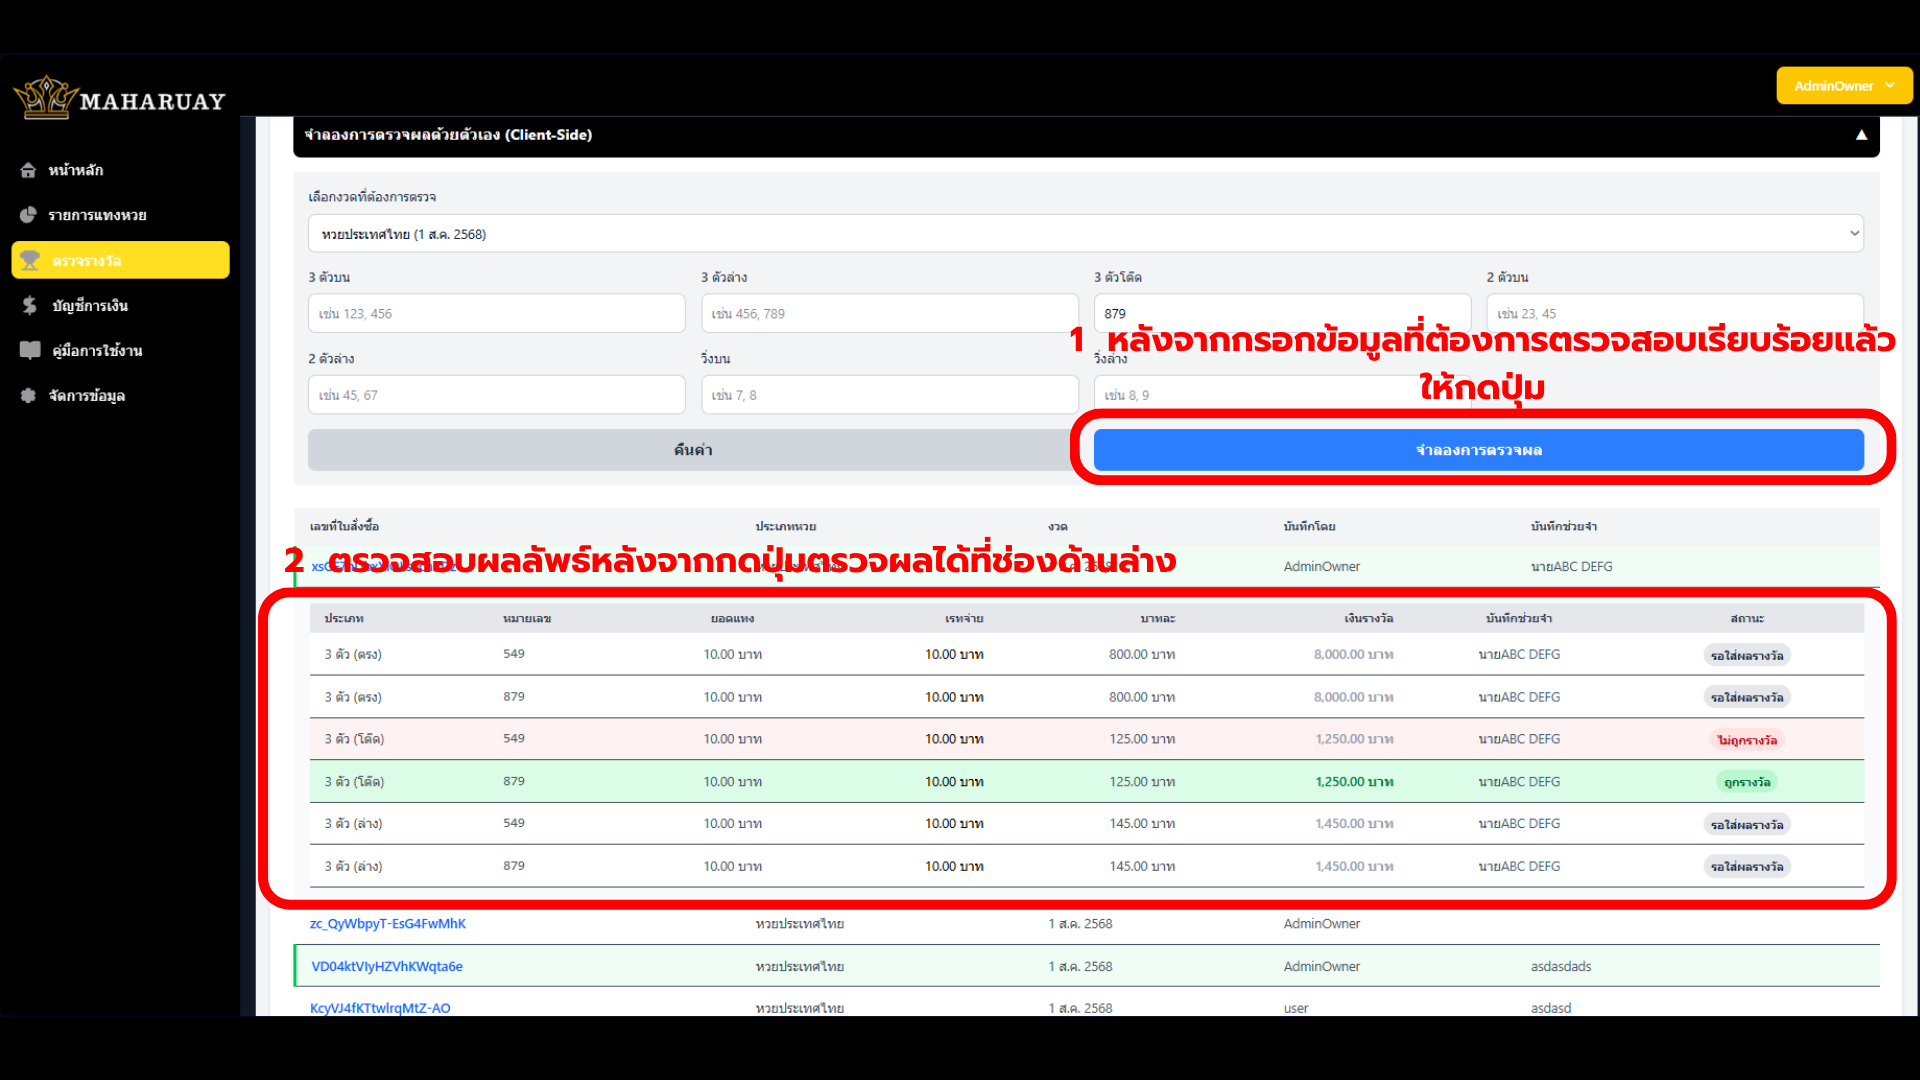 MAHARUAY
AdminOwner
หน้าหลัก
รายการแทงหวย
ตรวจรางวัล
บัญชีการเงิน
คู่มือการใช้งาน
จัดการข้อมูล
จำลองการตรวจผลด้วยตัวเอง (Client-Side)
เลือกงวดที่ต้องการตรวจ
หวยประเทศไทย (1 ส.ค. 2568)
3 ตัวบน 3 ตัวล่าง 3 ตัวโต๊ด 2 ตัวบน
เช่น 123, 456 เช่น 456, 789 879 เช่น 23, 45
1 หลังจากกรอกข้อมูลที่ต้องการตรวจสอบเรียบร้อยแล้ว
ให้กดปุ่ม
2 ตัวล่าง วิ่งบน วิ่งล่าง
เช่น 45, 67 เช่น 7, 8 เช่น 8, 9
คืนค่า จำลองการตรวจผล
เลขที่ใบสั่งซื้อ ประเภทหวย งวด บันทึกโดย บันทึกช่วยจำ
2 ตรวจสอบผลลัพธ์หลังจากกดปุ่มตรวจผลได้ที่ช่องด้านล่าง
AdminOwner นายABC DEFG
ประเภท หมายเลข ยอดแทง เรทจ่าย บาทละ เงินรางวัล บันทึกช่วยจำ สถานะ
3 ตัว (ตรง) 549 10.00 บาท 10.00 บาท 800.00 บาท 8,000.00 บาท นายABC DEFG รอใส่ผลรางวัล
3 ตัว (ตรง) 879 10.00 บาท 10.00 บาท 800.00 บาท 8,000.00 บาท นายABC DEFG รอใส่ผลรางวัล
3 ตัว (โต๊ด) 549 10.00 บาท 10.00 บาท 125.00 บาท 1,250.00 บาท นายABC DEFG ไม่ถูกรางวัล
3 ตัว (โต๊ด) 879 10.00 บาท 10.00 บาท 125.00 บาท 1,250.00 บาท นายABC DEFG ถูกรางวัล
3 ตัว (ล่าง) 549 10.00 บาท 10.00 บาท 145.00 บาท 1,450.00 บาท นายABC DEFG รอใส่ผลรางวัล
3 ตัว (ล่าง) 879 10.00 บาท 10.00 บาท 145.00 บาท 1,450.00 บาท นายABC DEFG รอใส่ผลรางวัล
zc_QyWbpyT-EsG4FwMhK หวยประเทศไทย 1 ส.ค. 2568 AdminOwner
VD04ktVIyHZVhKWqta6e หวยประเทศไทย 1 ส.ค. 2568 AdminOwner asdasdads
KcyVJ4fKTtwlrqMtZ-AO หวยประเทศไทย 1 ส.ค. 2568 user asdasd